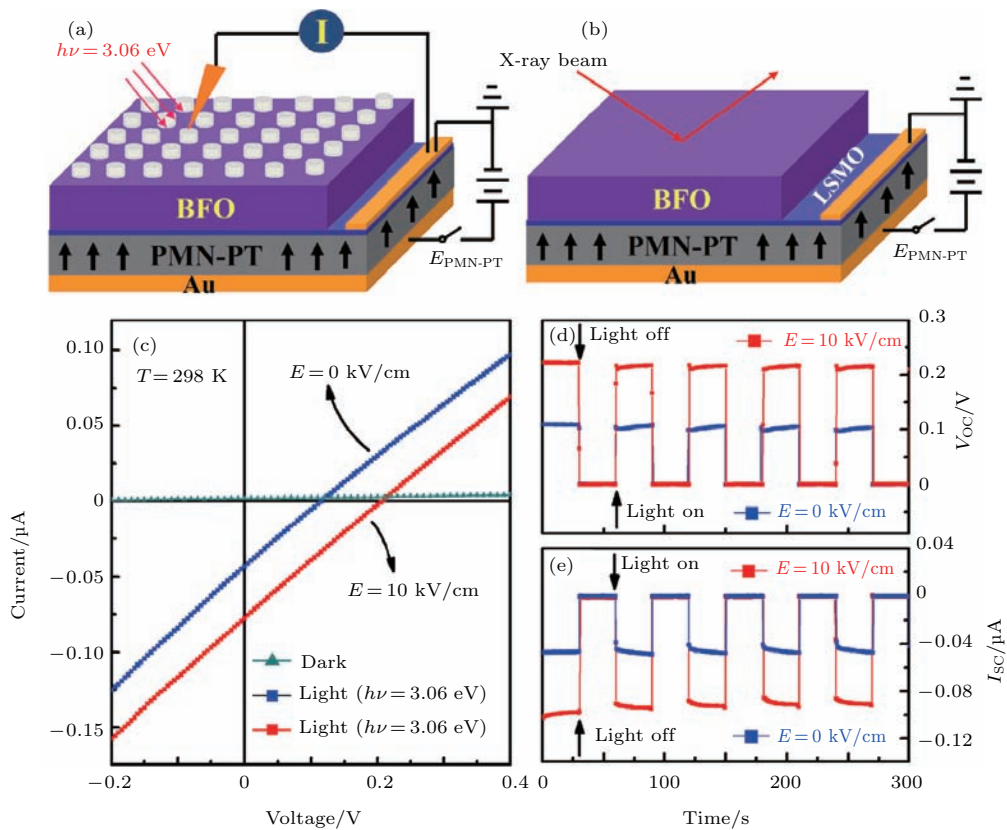 (a)
hν = 3.06 eV
I
BFO
PMN-PT
Au
E_PMN-PT
(b)
X-ray beam
BFO
LSMO
PMN-PT
Au
E_PMN-PT
(c)
T = 298 K
E = 0 kV/cm
E = 10 kV/cm
Dark
Light (hν = 3.06 eV)
Light (hν = 3.06 eV)
0.10
0.05
0
−0.05
−0.10
−0.15
Current/μA
−0.2
0
0.2
0.4
Voltage/V
(d)
Light off
E = 10 kV/cm
Light on
E = 0 kV/cm
0.3
0.2
0.1
0
V_OC/V
(e)
Light on
E = 10 kV/cm
Light off
E = 0 kV/cm
0.04
0
−0.04
−0.08
−0.12
I_SC/μA
0
100
200
300
Time/s